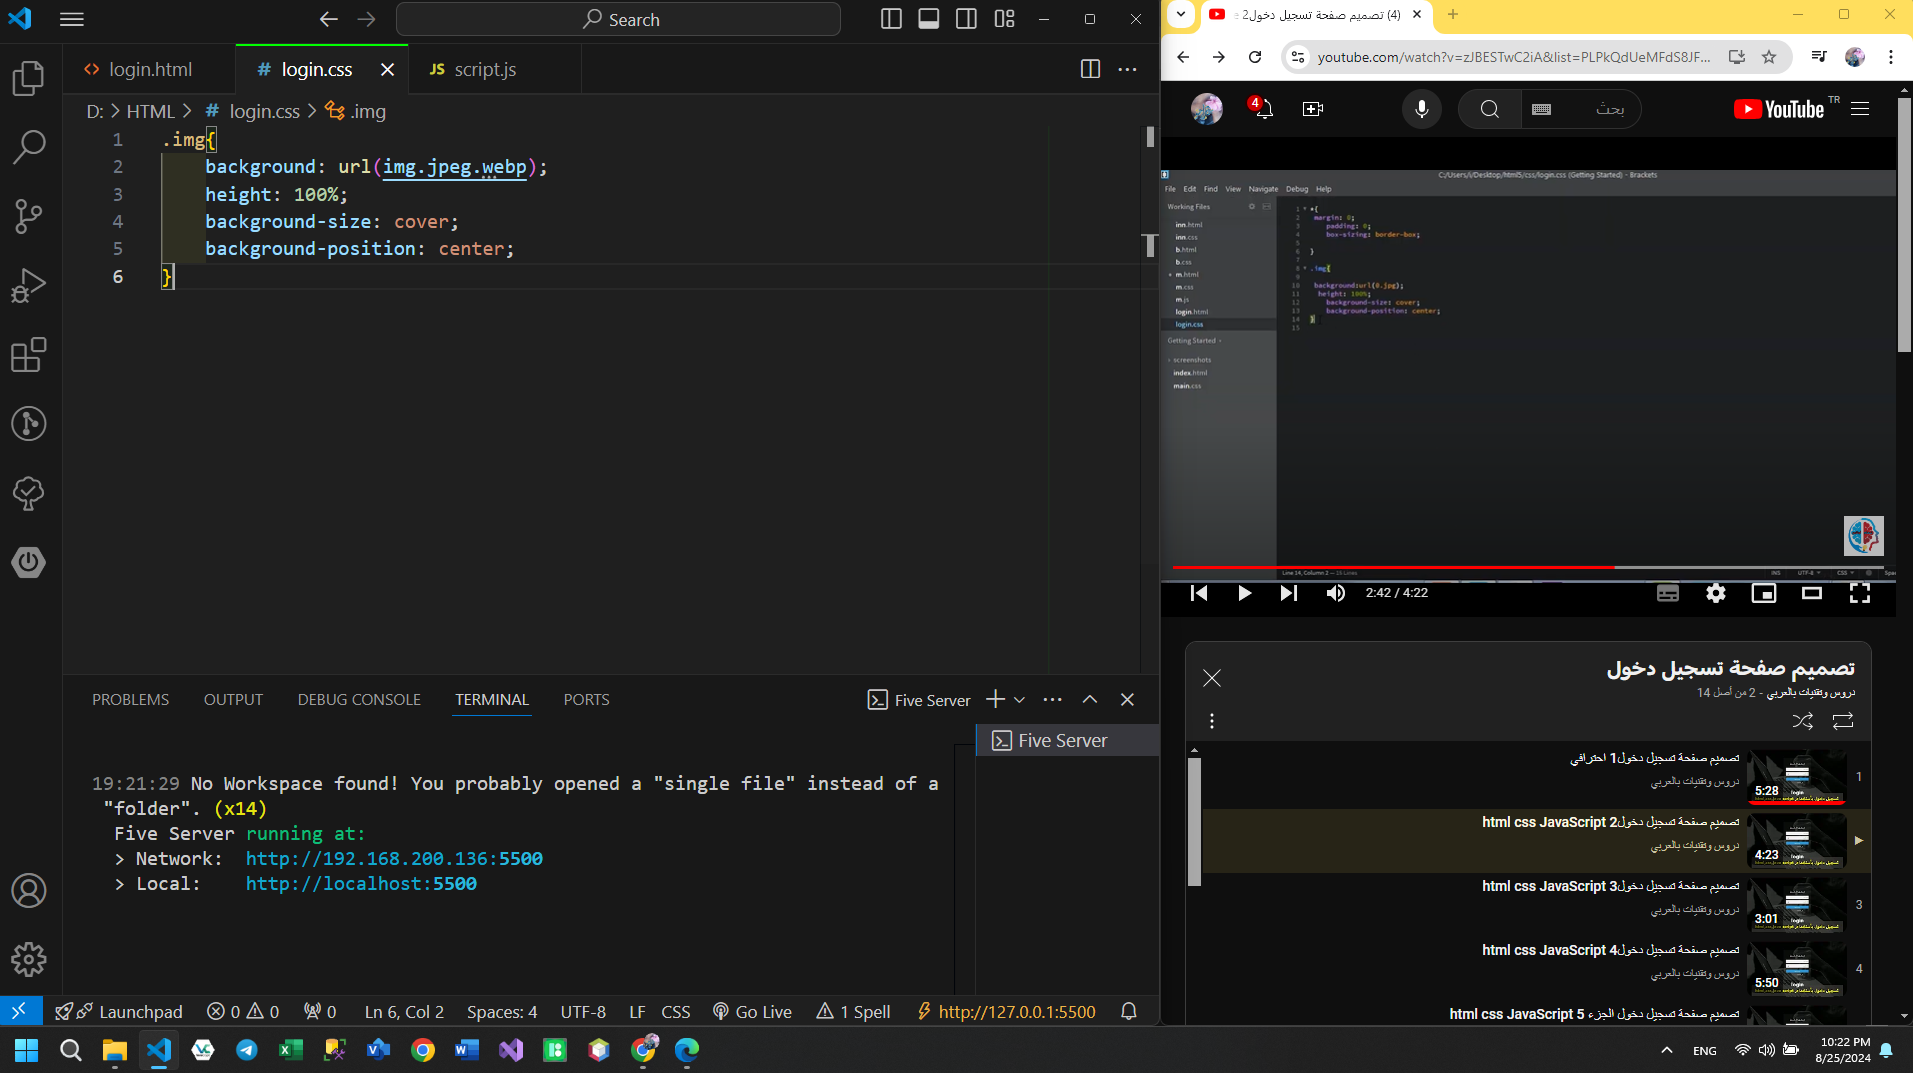 Search
login.html
login.css
JS script.js
D: > HTML > # login.css > .img
1 .img{
2 background: url(img.jpeg.webp);
3 height: 100%;
4 background-size: cover;
5 background-position: center;
6 }
PROBLEMS OUTPUT DEBUG CONSOLE TERMINAL PORTS
Five Server
Five Server
19:21:29 No Workspace found! You probably opened a "single file" instead of a
"folder". (x14)
Five Server running at:
> Network: http://192.168.200.136:5500
> Local: http://localhost:5500
Launchpad 0 0 0 Ln 6, Col 2 Spaces: 4 UTF-8 LF CSS Go Live 1 Spell http://127.0.0.1:5500
(4) تصميم صفحة تسجيل دخول2
youtube.com/watch?v=zJBESTwC2iA&list=PLPkQdUeMFdS8JF...
4
بحث
YouTube TR
C:/Users/i/Desktop/html5/css/login.css (Getting Started) - Brackets
File Edit Find View Navigate Debug Help
Working Files
inn.html
inn.css
b.html
b.css
m.html
m.css
m.js
login.html
login.css
Getting Started
screenshots
index.html
main.css
1 *{
2 margin: 0;
3 padding: 0;
4 box-sizing: border-box;
5
6 }
7
8 .img{
9
10 background:url(8.jpg);
11 height: 100%;
12 background-size: cover;
13 background-position: center;
14 }
15
Line 14, Column 2 — 15 Lines
INS UTF-8 CSS Spa
2:42 / 4:22
تصميم صفحة تسجيل دخول
دروس وتقنيات بالعربي - 2 من أصل 14
1
تصميم صفحة تسجيل دخول1 احترافي
دروس وتقنيات بالعربي
5:28
login
تصميم صفحة تسجيل دخول2 html css JavaScript
دروس وتقنيات بالعربي
4:23
login
3
تصميم صفحة تسجيل دخول3 html css JavaScript
دروس وتقنيات بالعربي
3:01
login
4
تصميم صفحة تسجيل دخول4 html css JavaScript
دروس وتقنيات بالعربي
5:50
login
تصميم صفحة تسجيل دخول الجزء 5 html css JavaScript
ENG
10:22 PM
8/25/2024